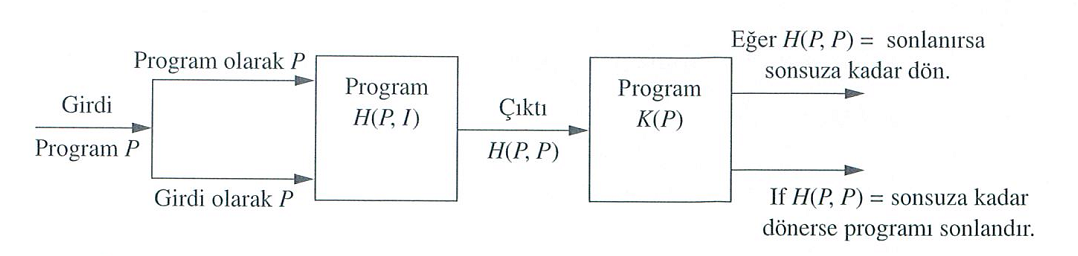 Girdi
Program P
Program olarak P
Girdi olarak P
Program
H(P, I)
Çıktı
H(P, P)
Program
K(P)
Eğer H(P, P) = sonlanırsa
sonsuza kadar dön.
If H(P, P) = sonsuza kadar
dönerse programı sonlandır.